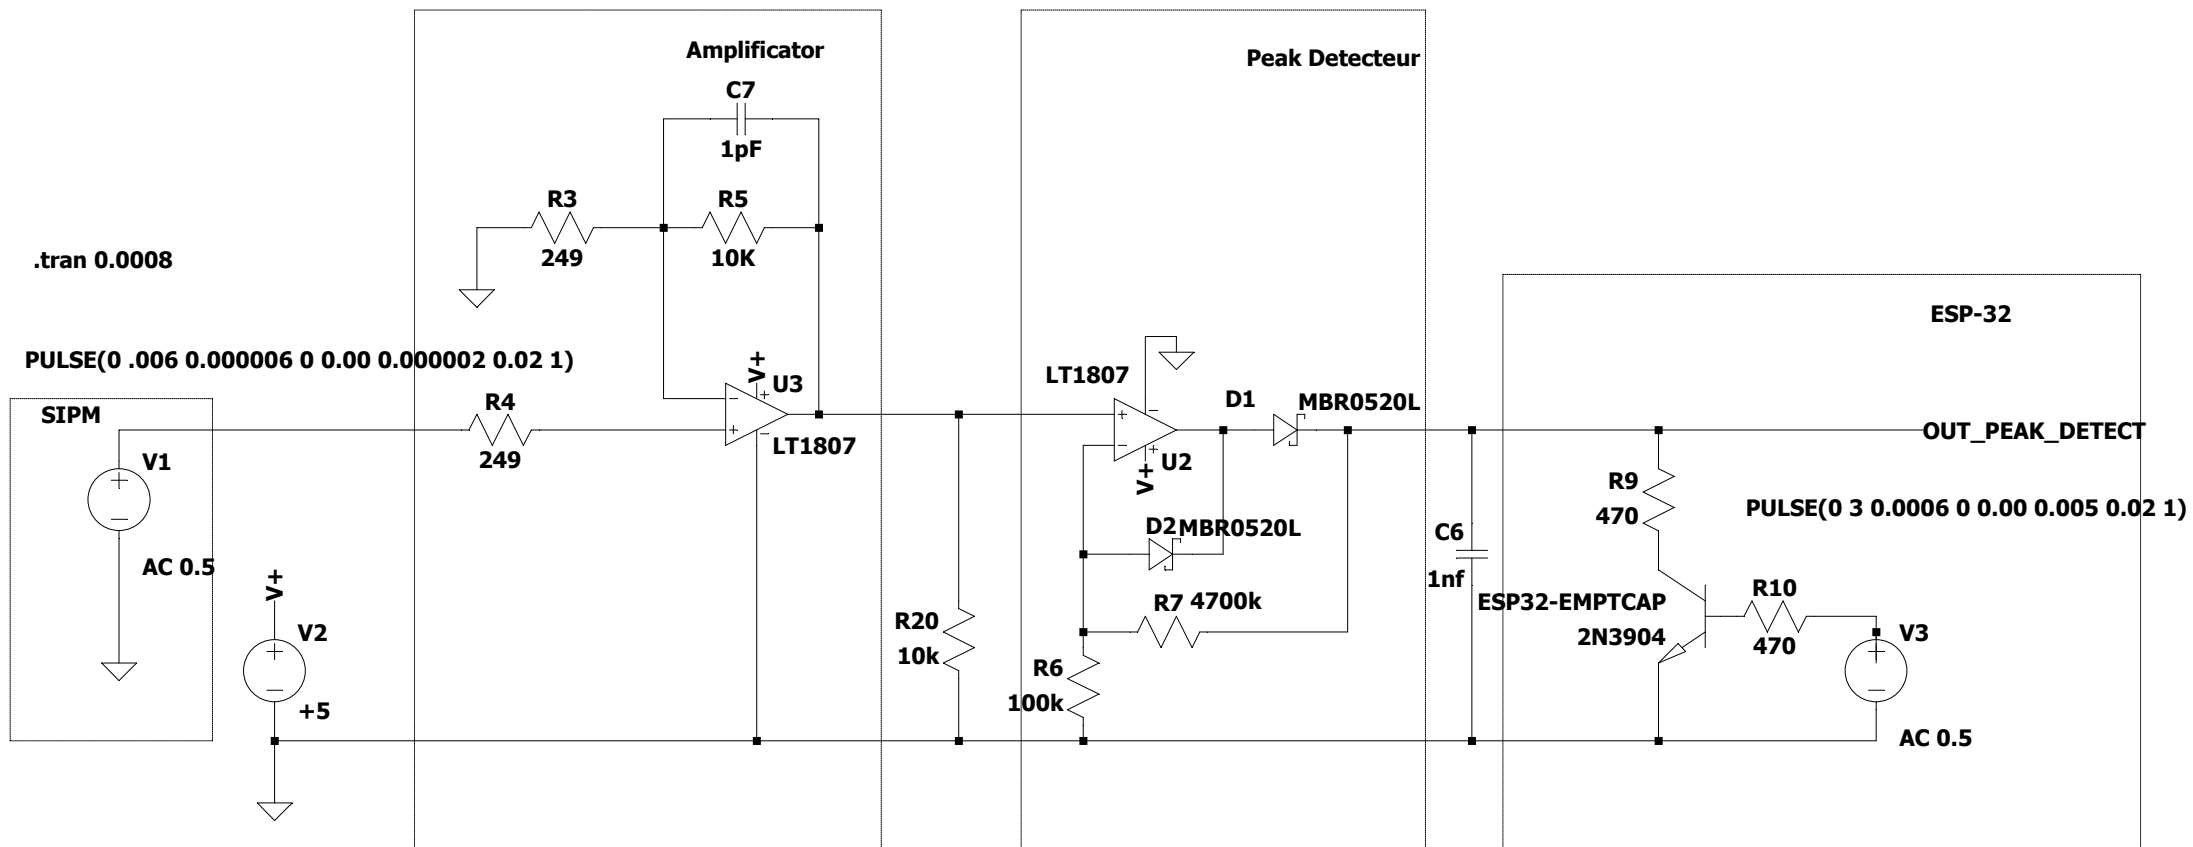 Amplificator
Peak Detecteur
C7
1pF
R3
249
R5
10K
.tran 0.0008
ESP-32
PULSE(0 .006 0.000006 0 0.00 0.000002 0.02 1)
V+
U3
LT1807
SIPM
R4
249
LT1807
D1
MBR0520L
OUT_PEAK_DETECT
V1
U2
V+
R9
470
PULSE(0 3 0.0006 0 0.00 0.005 0.02 1)
D2
MBR0520L
C6
1nf
AC 0.5
V+
R7
4700k
ESP32-EMPTCAP
2N3904
R10
470
V2
R20
10k
R6
100k
V3
+5
AC 0.5